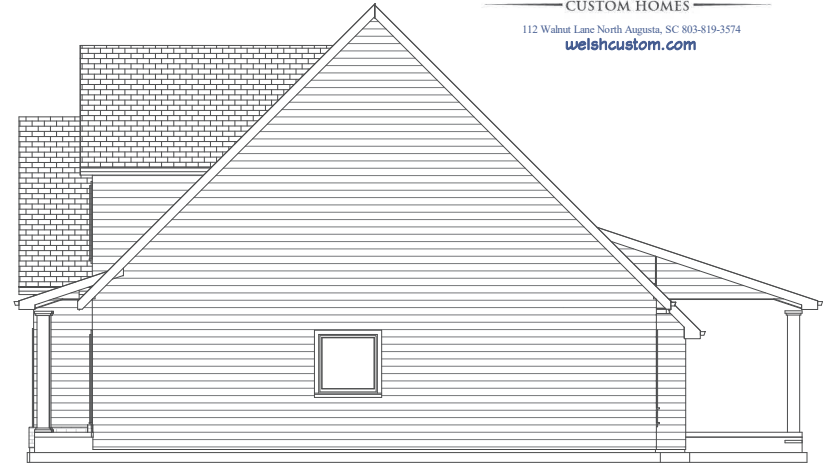 CUSTOM HOMES
112 Walnut Lane North Augusta, SC 803-819-3574
welshcustom.com